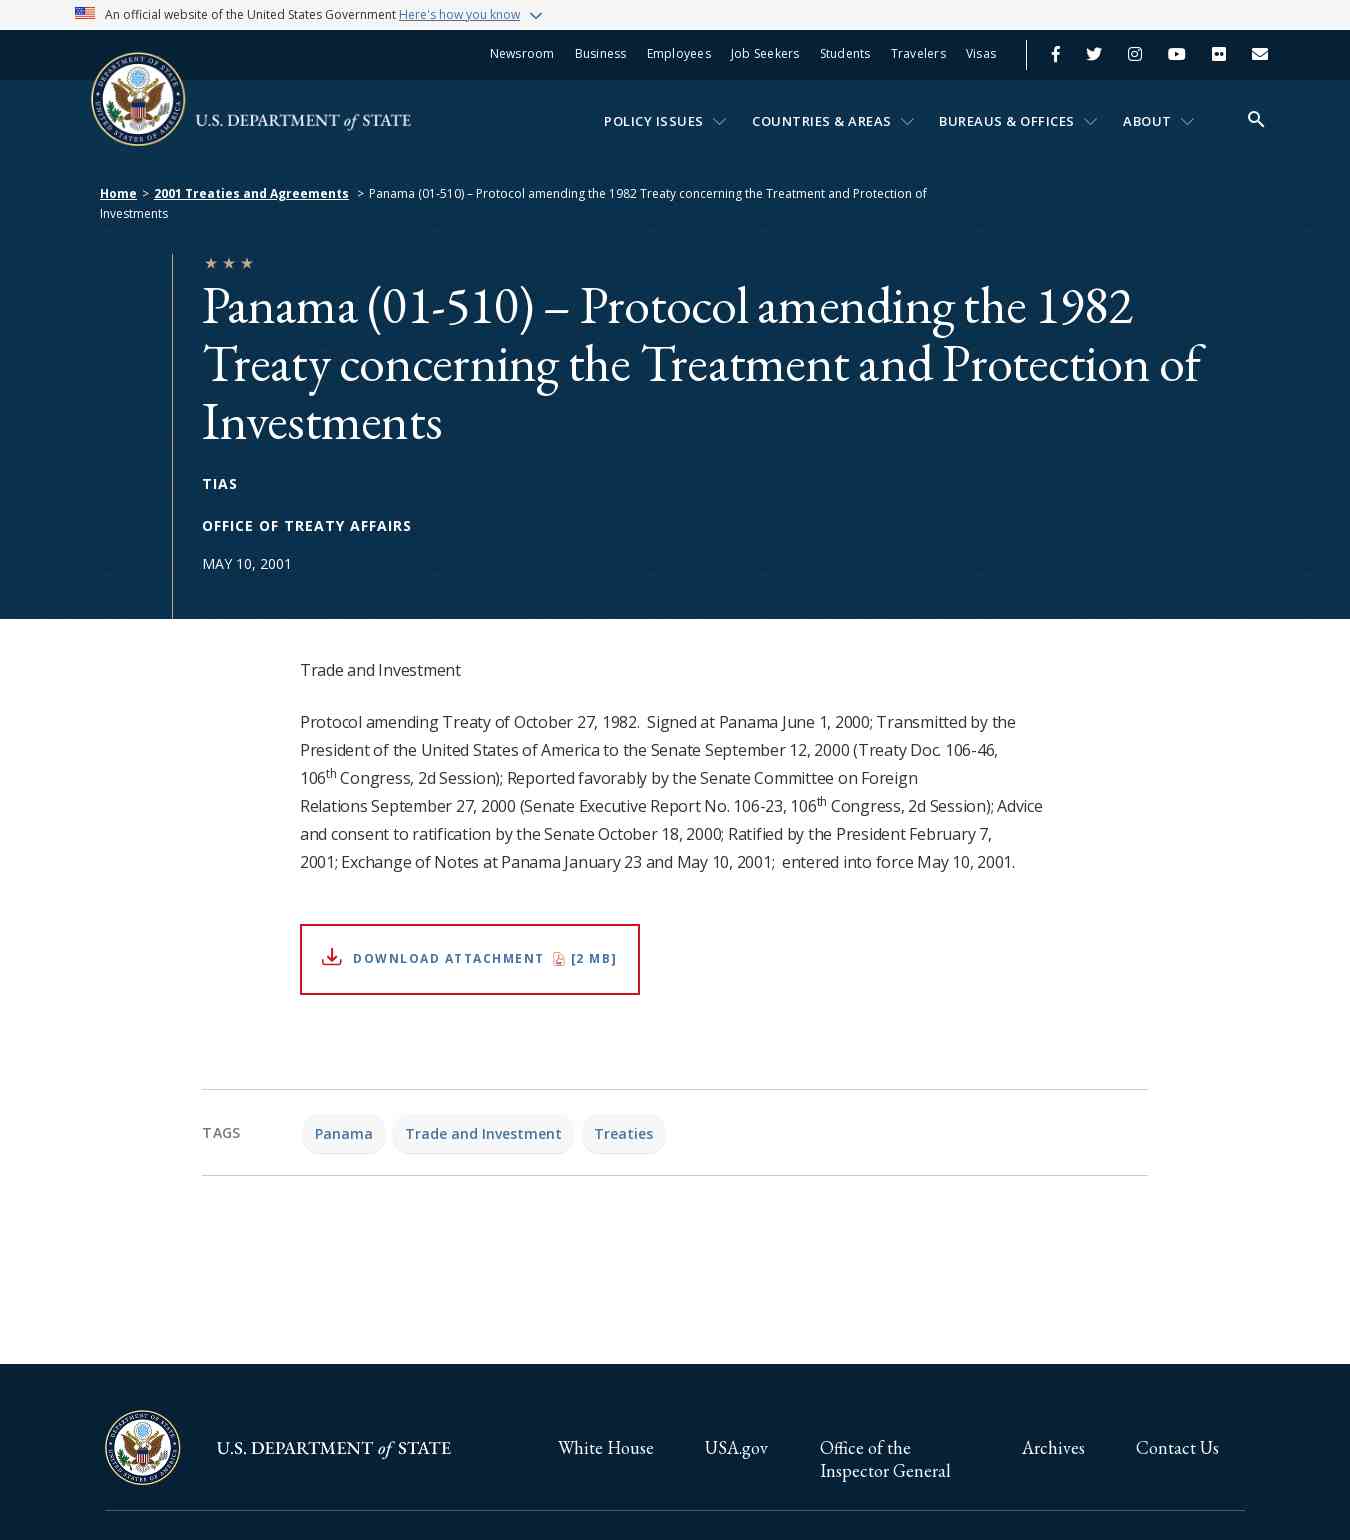 An official website of the United States Government Here's how you know
Newsroom Business Employees Job Seekers Students Travelers Visas
U.S. DEPARTMENT of STATE
POLICY ISSUES COUNTRIES & AREAS BUREAUS & OFFICES ABOUT
Home > 2001 Treaties and Agreements > Panama (01-510) – Protocol amending the 1982 Treaty concerning the Treatment and Protection of
Investments
Panama (01-510) – Protocol amending the 1982
Treaty concerning the Treatment and Protection of
Investments
TIAS
OFFICE OF TREATY AFFAIRS
MAY 10, 2001
Trade and Investment
Protocol amending Treaty of October 27, 1982.  Signed at Panama June 1, 2000; Transmitted by the
President of the United States of America to the Senate September 12, 2000 (Treaty Doc. 106-46,
106th Congress, 2d Session); Reported favorably by the Senate Committee on Foreign
Relations September 27, 2000 (Senate Executive Report No. 106-23, 106th Congress, 2d Session); Advice
and consent to ratification by the Senate October 18, 2000; Ratified by the President February 7,
2001; Exchange of Notes at Panama January 23 and May 10, 2001;  entered into force May 10, 2001.
DOWNLOAD ATTACHMENT [2 MB]
TAGS Panama Trade and Investment Treaties
DEPARTMENT OF STATE
UNITED STATES OF AMERICA
U.S. DEPARTMENT of STATE
White House USA.gov Office of the Inspector General Archives Contact Us